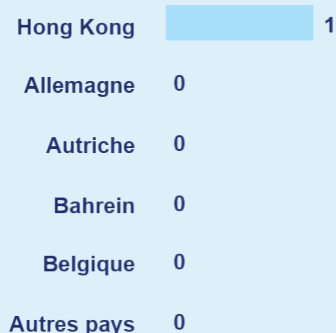 Hong Kong 1
Allemagne 0
Autriche 0
Bahrein 0
Belgique 0
Autres pays 0